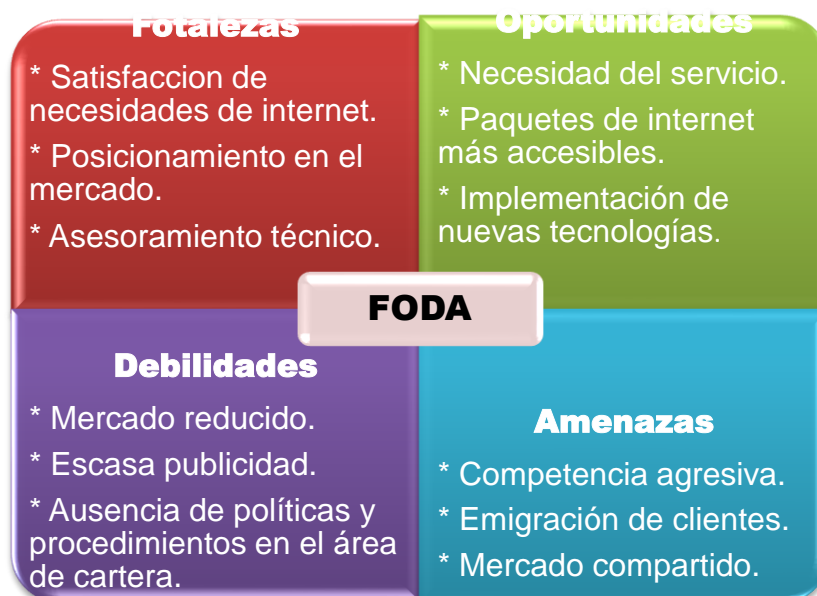 Fotalezas
* Satisfaccion de
necesidades de internet.
* Posicionamiento en el
mercado.
* Asesoramiento técnico.
Oportunidades
* Necesidad del servicio.
* Paquetes de internet
más accesibles.
* Implementación de
nuevas tecnologías.
FODA
Debilidades
* Mercado reducido.
* Escasa publicidad.
* Ausencia de políticas y
procedimientos en el área
de cartera.
Amenazas
* Competencia agresiva.
* Emigración de clientes.
* Mercado compartido.